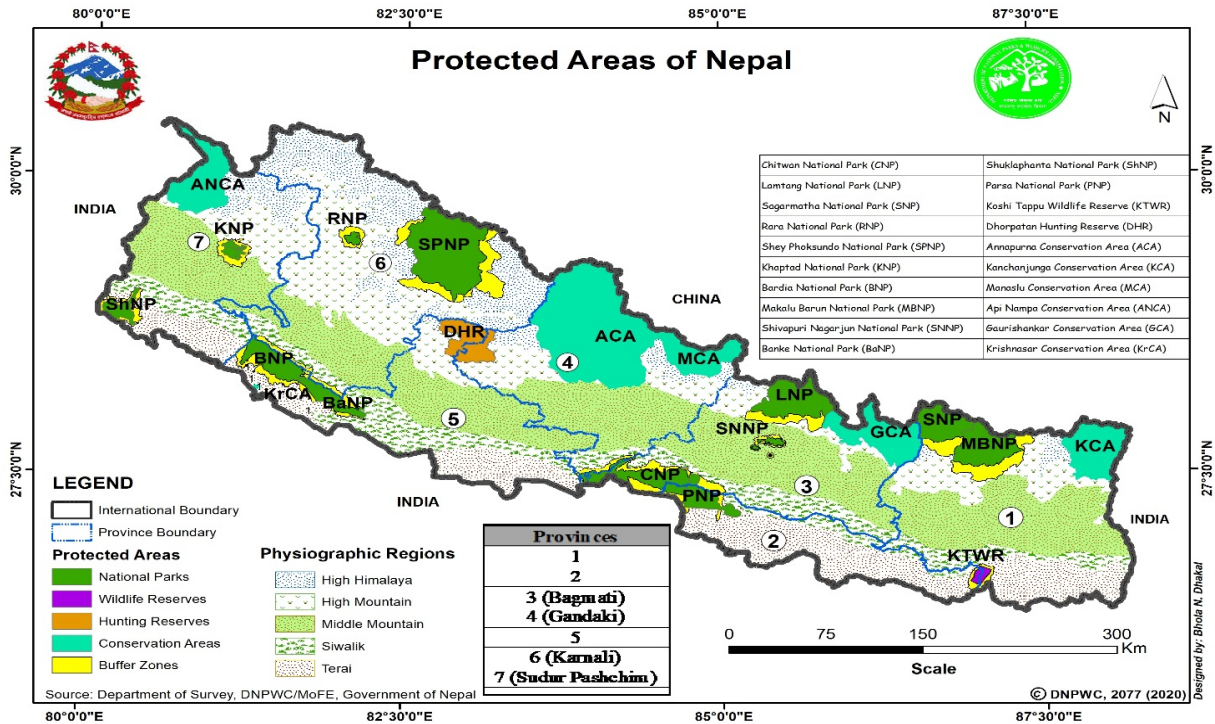 80°0'0"E 82°30'0"E 85°0'0"E 87°30'0"E
Protected Areas of Nepal
N
30°0'0"N
30°0'0"N
27°30'0"N
27°30'0"N
Chitwan National Park (CNP) Shuklaphanta National Park (ShNP)
Lamtang National Park (LNP) Parsa National Park (PNP)
Sagarmatha National Park (SNP) Koshi Tappu Wildlife Reserve (KTWR)
Rara National Park (RNP) Dhorpatan Hunting Reserve (DHR)
Shey Phoksundo National Park (SPNP) Annapurna Conservation Area (ACA)
Khaptad National Park (KNP) Kanchanjunga Conservation Area (KCA)
Bardia National Park (BNP) Manaslu Conservation Area (MCA)
Makalu Barun National Park (MBNP) Api Nampa Conservation Area (ANCA)
Shivapuri Nagarjun National Park (SNNP) Gaurishankar Conservation Area (GCA)
Banke National Park (BaNP) Krishnasar Conservation Area (KrCA)
ANCA
INDIA
KNP
RNP
7
SPNP
6
ShNP
CHINA
DHR
ACA
4
MCA
BNP
KrCA
BaNP
5
LNP
SNNP
GCA
SNP
MBNP
KCA
CNP
PNP
3
1
2
KTWR
INDIA
INDIA
LEGEND
International Boundary
Province Boundary
Protected Areas
National Parks
Wildlife Reserves
Hunting Reserves
Conservation Areas
Buffer Zones
Physiographic Regions
High Himalaya
High Mountain
Middle Mountain
Siwalik
Terai
Provinces
1
2
3 (Bagmati)
4 (Gandaki)
5
6 (Karnali)
7 (Sudur Pashchim)
0 75 150 300
Km
Scale
Designed by: Bhola N. Dhakal
Source: Department of Survey, DNPWC/MoFE, Government of Nepal
© DNPWC, 2077 (2020)
80°0'0"E 82°30'0"E 85°0'0"E 87°30'0"E